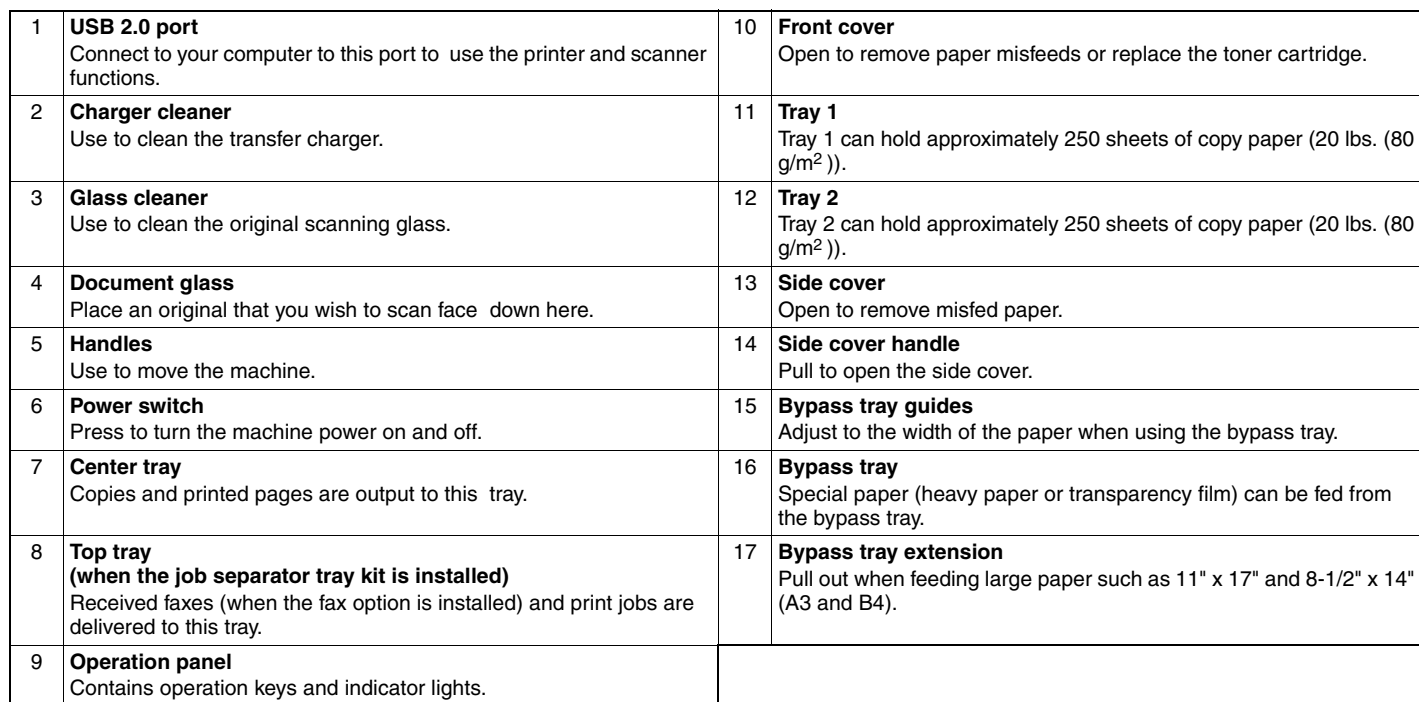 1 USB 2.0 port
Connect to your computer to this port to use the printer and scanner
functions.
2 Charger cleaner
Use to clean the transfer charger.
3 Glass cleaner
Use to clean the original scanning glass.
4 Document glass
Place an original that you wish to scan face down here.
5 Handles
Use to move the machine.
6 Power switch
Press to turn the machine power on and off.
7 Center tray
Copies and printed pages are output to this tray.
8 Top tray
(when the job separator tray kit is installed)
Received faxes (when the fax option is installed) and print jobs are
delivered to this tray.
9 Operation panel
Contains operation keys and indicator lights.
10 Front cover
Open to remove paper misfeeds or replace the toner cartridge.
11 Tray 1
Tray 1 can hold approximately 250 sheets of copy paper (20 lbs. (80
g/m2 )).
12 Tray 2
Tray 2 can hold approximately 250 sheets of copy paper (20 lbs. (80
g/m2 )).
13 Side cover
Open to remove misfed paper.
14 Side cover handle
Pull to open the side cover.
15 Bypass tray guides
Adjust to the width of the paper when using the bypass tray.
16 Bypass tray
Special paper (heavy paper or transparency film) can be fed from
the bypass tray.
17 Bypass tray extension
Pull out when feeding large paper such as 11" x 17" and 8-1/2" x 14"
(A3 and B4).